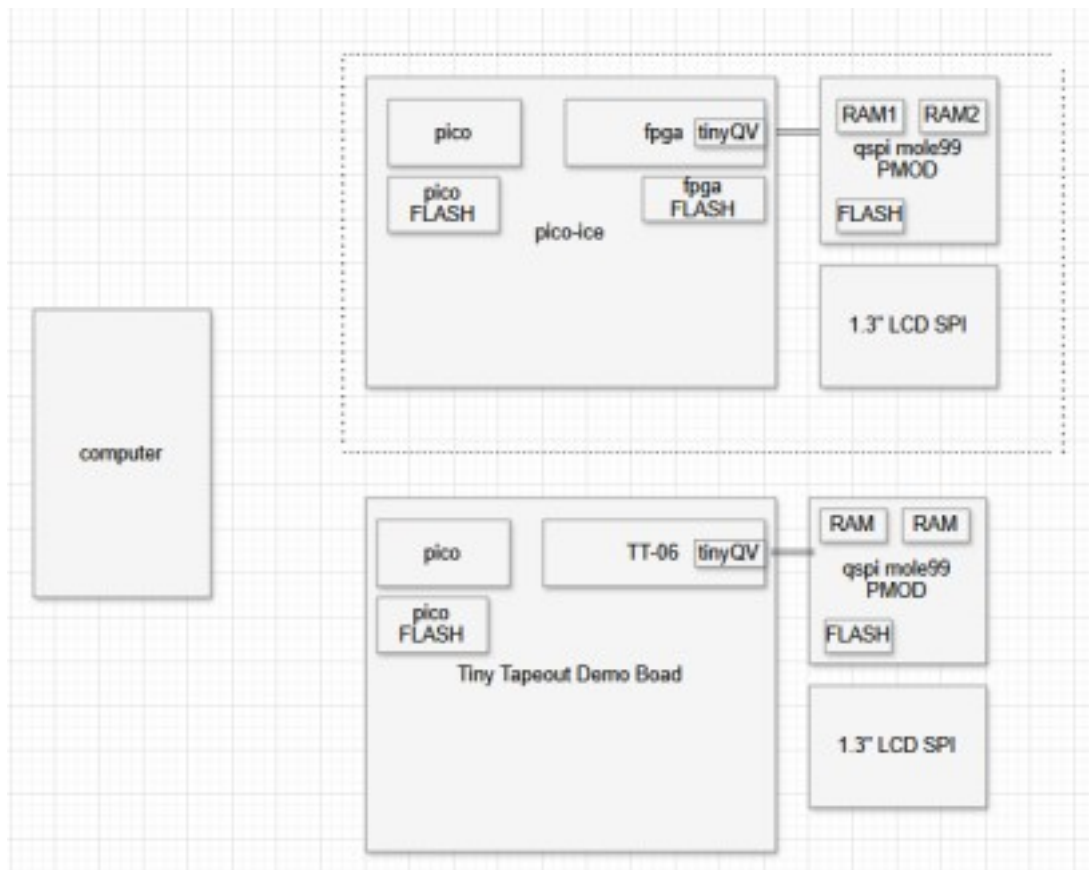 pico
fpga
tinyQV
RAM1
RAM2
qspi mole99
PMOD
pico
FLASH
fpga
FLASH
FLASH
pico-ice
1.3" LCD SPI
computer
pico
TT-06
tinyQV
RAM
RAM
qspi mole99
PMOD
pico
FLASH
FLASH
Tiny Tapeout Demo Boad
1.3" LCD SPI